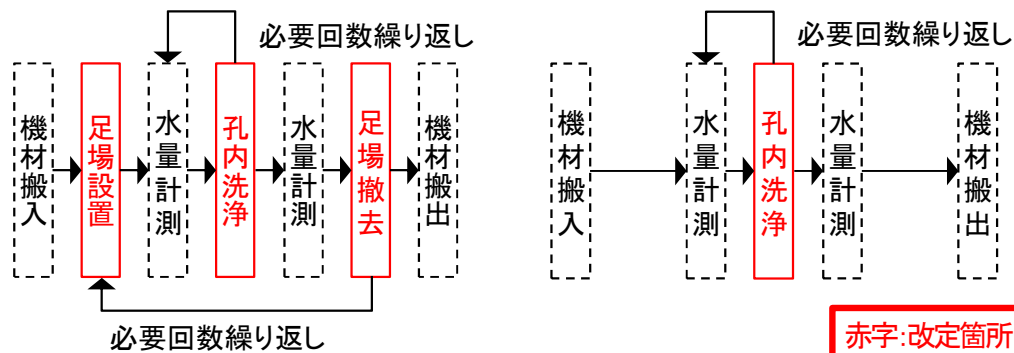 必要回数繰り返し
機材搬入
足場設置
水量計測
孔内洗浄
水量計測
足場撤去
機材搬出
必要回数繰り返し
必要回数繰り返し
機材搬入
水量計測
孔内洗浄
水量計測
機材搬出
赤字:改定箇所